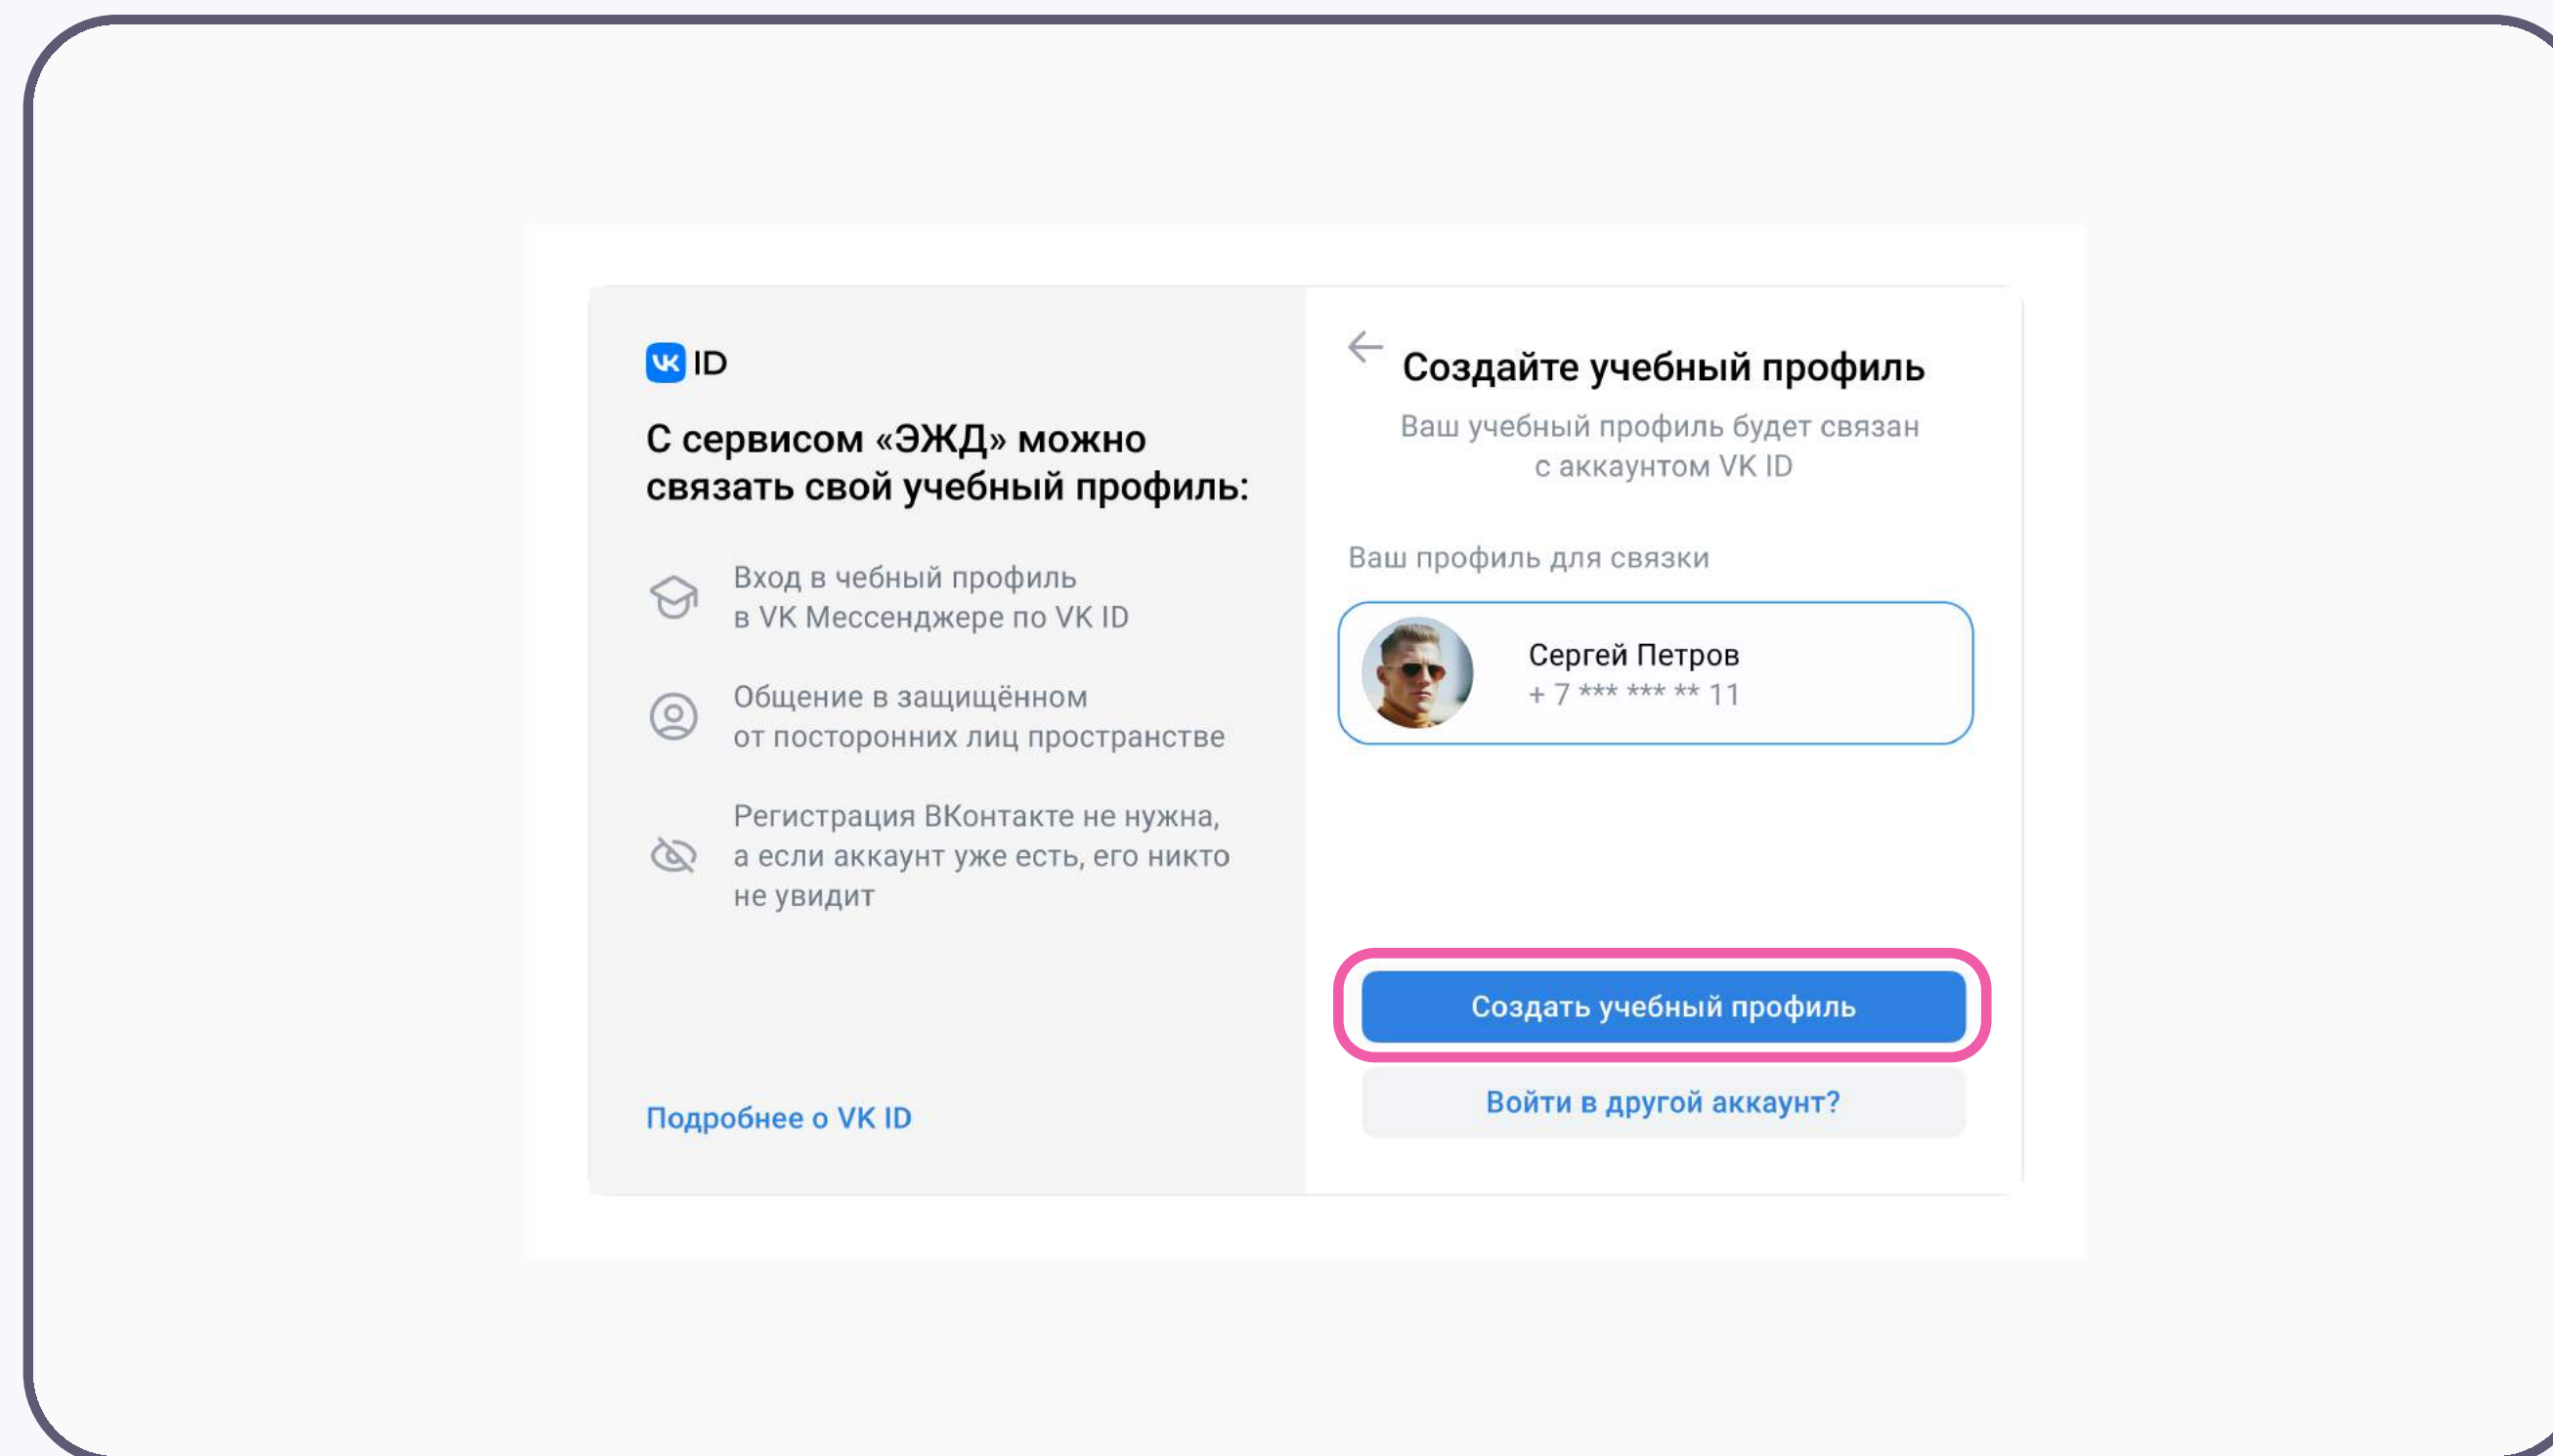 VK ID
С сервисом «ЭЖД» можно
связать свой учебный профиль:
Вход в чебный профиль
в VK Мессенджере по VK ID
Общение в защищённом
от посторонних лиц пространстве
Регистрация ВКонтакте не нужна,
а если аккаунт уже есть, его никто
не увидит
Подробнее о VK ID
Создайте учебный профиль
Ваш учебный профиль будет связан
с аккаунтом VK ID
Ваш профиль для связки
Сергей Петров
+ 7 *** *** ** 11
Создать учебный профиль
Войти в другой аккаунт?